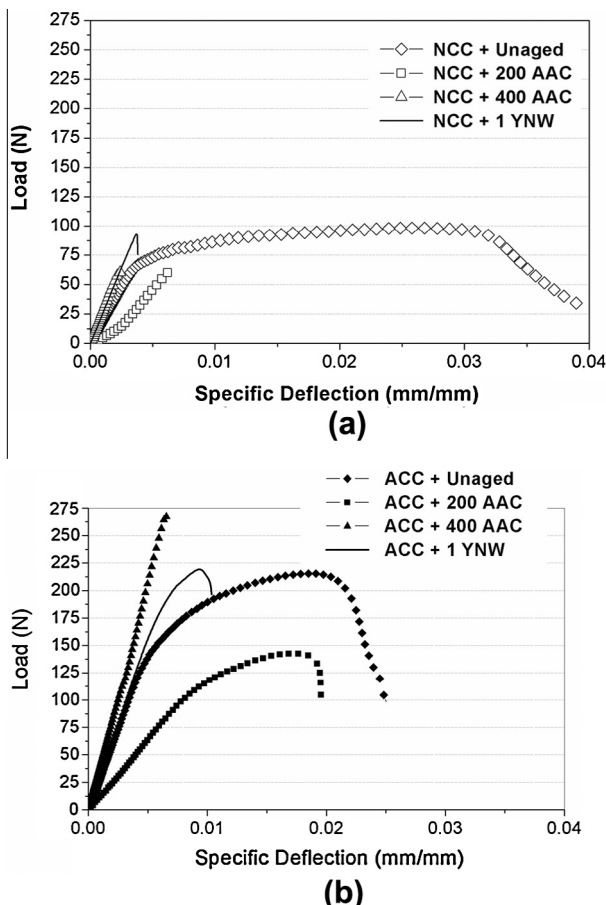 275
250
225
200
175
150
125
100
75
50
25
0
Load (N)
NCC + Unaged
NCC + 200 AAC
NCC + 400 AAC
NCC + 1 YNW
0.00 0.01 0.02 0.03 0.04
Specific Deflection (mm/mm)
(a)
275
250
225
200
175
150
125
100
75
50
25
0
Load (N)
ACC + Unaged
ACC + 200 AAC
ACC + 400 AAC
ACC + 1 YNW
0.00 0.01 0.02 0.03 0.04
Specific Deflection (mm/mm)
(b)